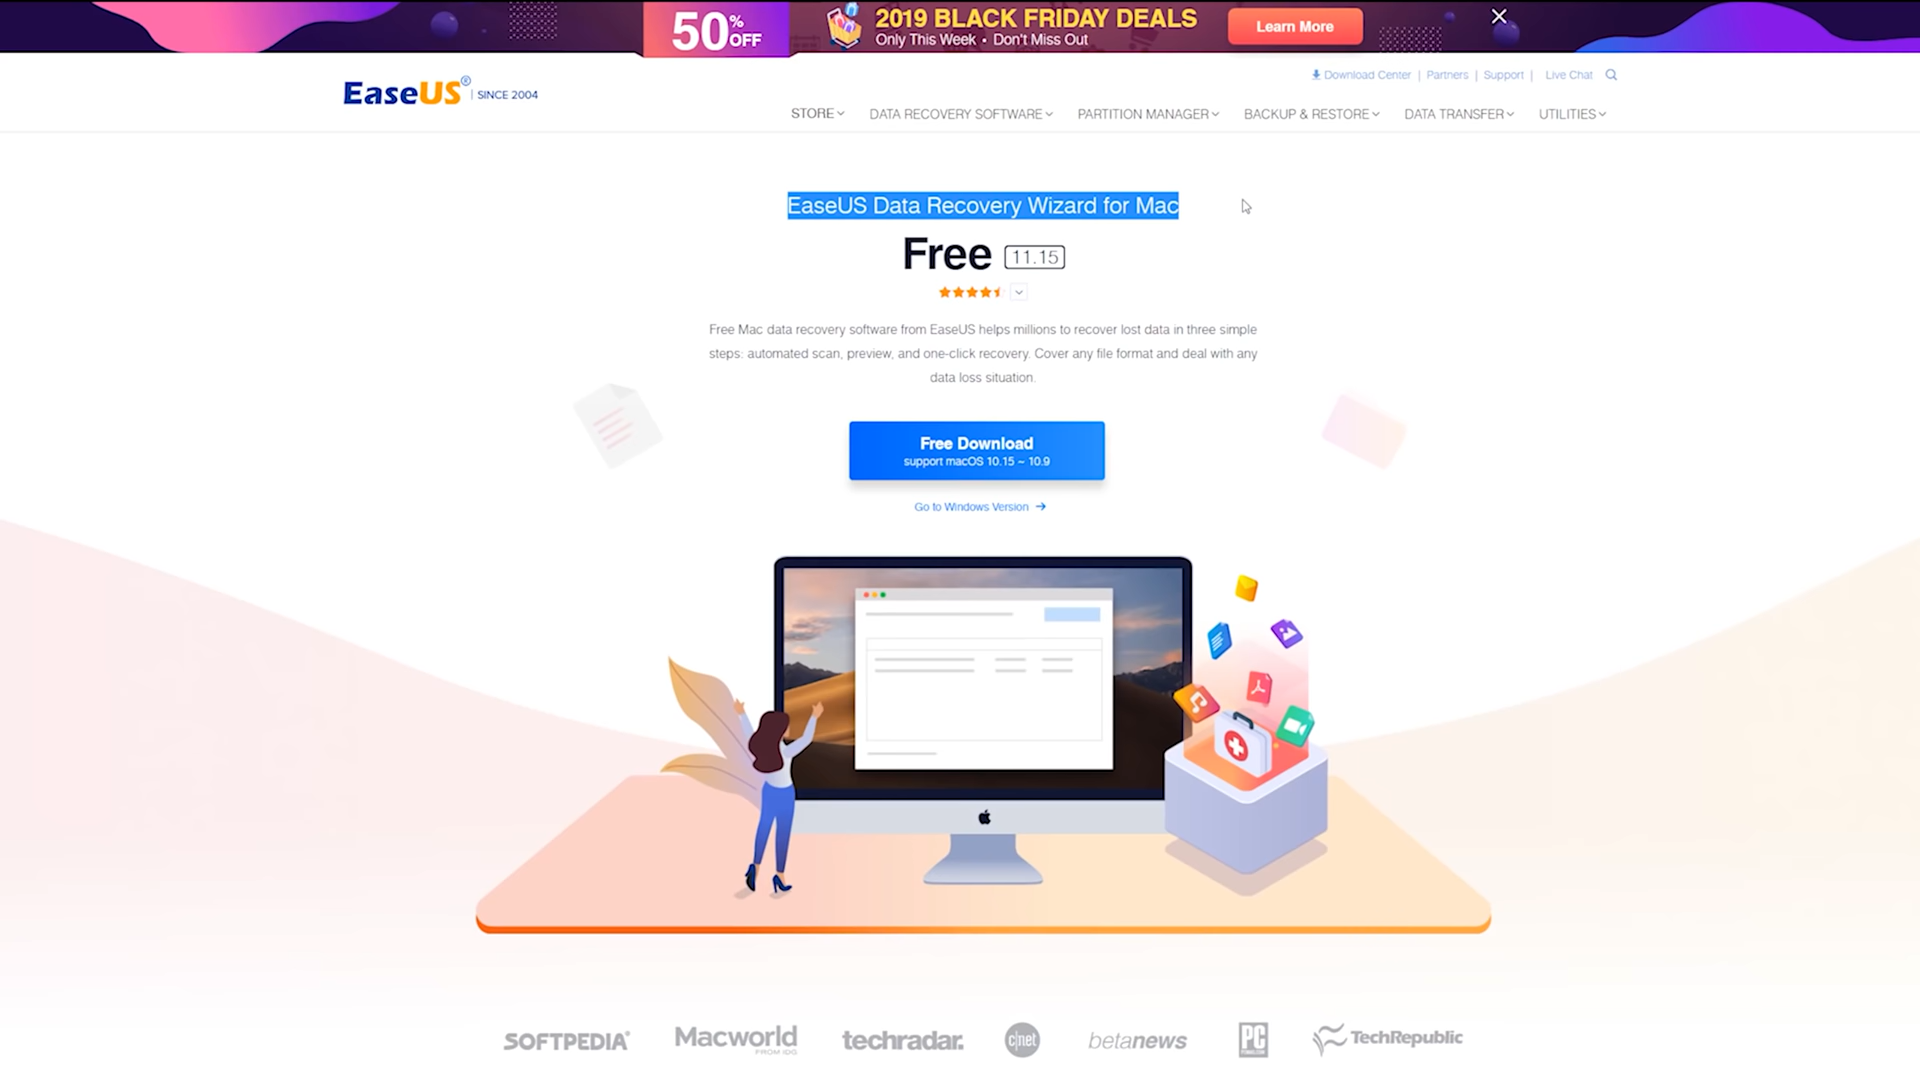 50%
OFF
2019 BLACK FRIDAY DEALS
Only This Week • Don't Miss Out
Learn More
EaseUS® | SINCE 2004
Download Center | Partners | Support | Live Chat
STORE DATA RECOVERY SOFTWARE PARTITION MANAGER BACKUP & RESTORE DATA TRANSFER UTILITIES
EaseUS Data Recovery Wizard for Mac
Free 11.15
Free Mac data recovery software from EaseUS helps millions to recover lost data in three simple
steps: automated scan, preview, and one-click recovery. Cover any file format and deal with any
data loss situation.
Free Download
support macOS 10.15 ~ 10.9
Go to Windows Version →
SOFTPEDIA® Macworld FROM IDG techradar. c|net betanews PC TechRepublic